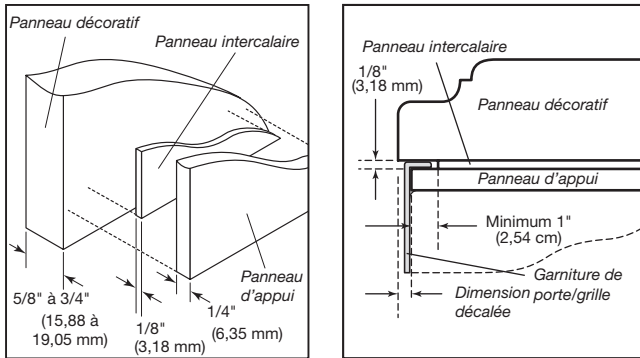 Panneau décoratif
Panneau intercalaire
Panneau
d'appui
5/8" à 3/4"
(15,88 à
19,05 mm)
1/8"
(3,18 mm)
1/4"
(6,35 mm)
Panneau intercalaire
1/8"
(3,18 mm)
Panneau décoratif
Panneau d'appui
Minimum 1"
(2,54 cm)
Garniture de
porte/grille
Dimension
décalée